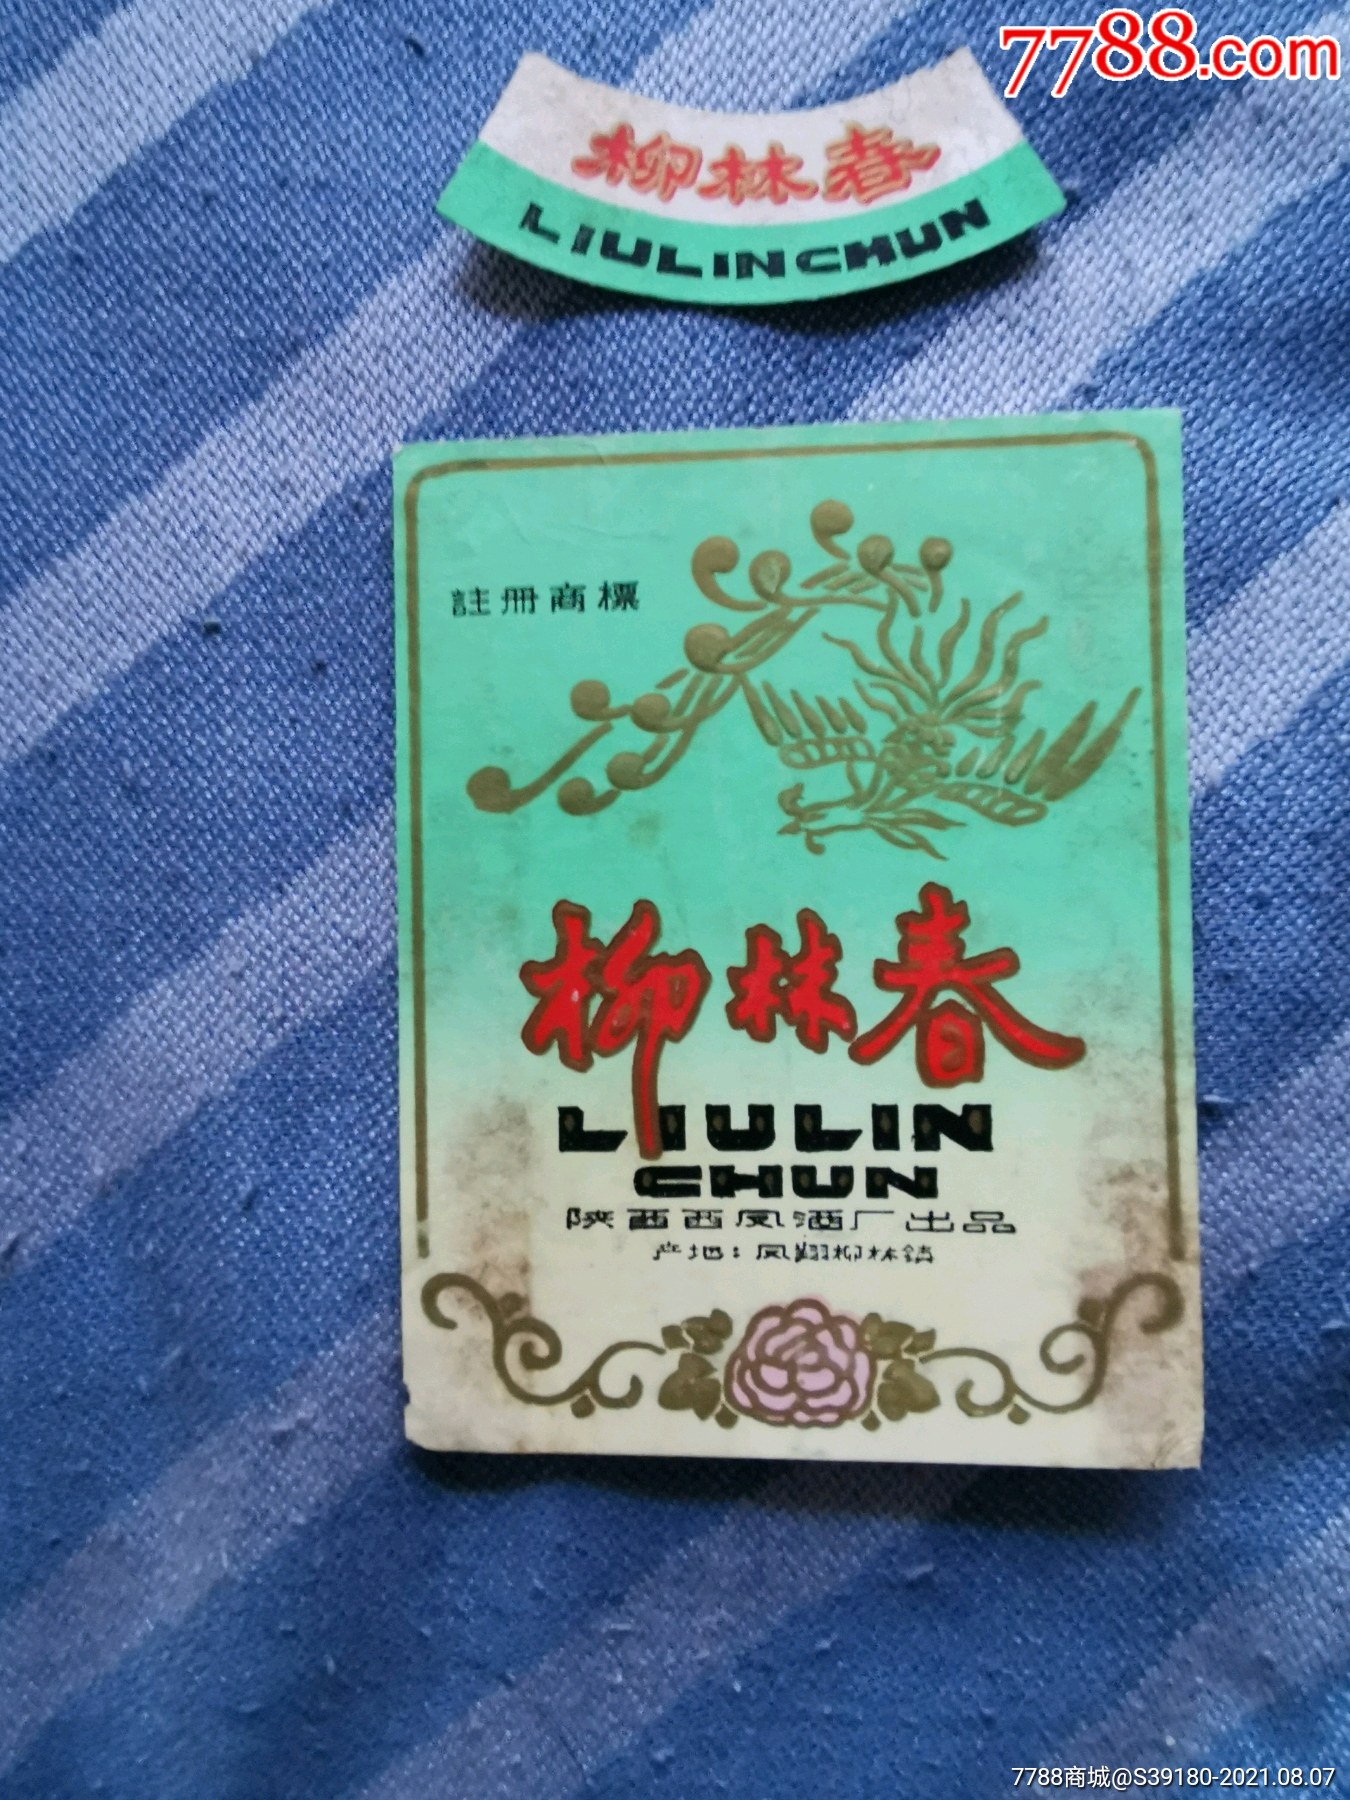 7788.com
柳林春
LIULINCHUN
註册商標
柳林春
LIULIN
CHUN
陕西西凤酒厂出品
产地:凤翔柳林鎮
7788商城@S39180-2021.08.07